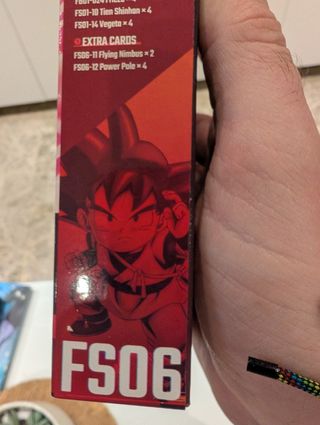 FS01-10 Tien Shinhan × 4
FS01-14 Vegeta × 4
EXTRA CARDS
FS06-11 Flying Nimbus × 2
FS06-12 Power Pole × 4
FS06